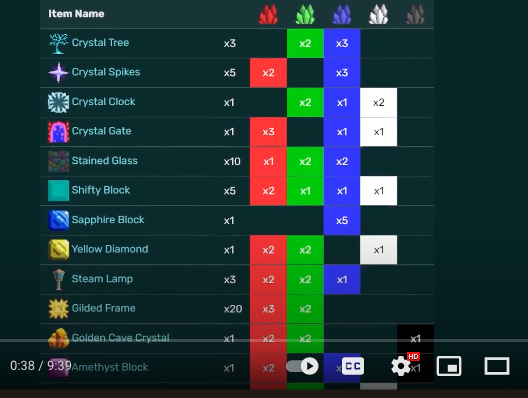 Item Name
Crystal Tree x3 x2 x3
Crystal Spikes x5 x2 x3
Crystal Clock x1 x2 x1 x2
Crystal Gate x1 x3 x1 x1
Stained Glass x10 x1 x2 x2
Shifty Block x5 x2 x1 x1 x1
Sapphire Block x1 x5
Yellow Diamond x1 x2 x2 x1
Steam Lamp x3 x2 x2 x1
Gilded Frame x20 x3 x2
Golden Cave Crystal x1 x2 x2 x1
Amethyst Block x1 x2 x1
0:38 / 9:39 CC HD